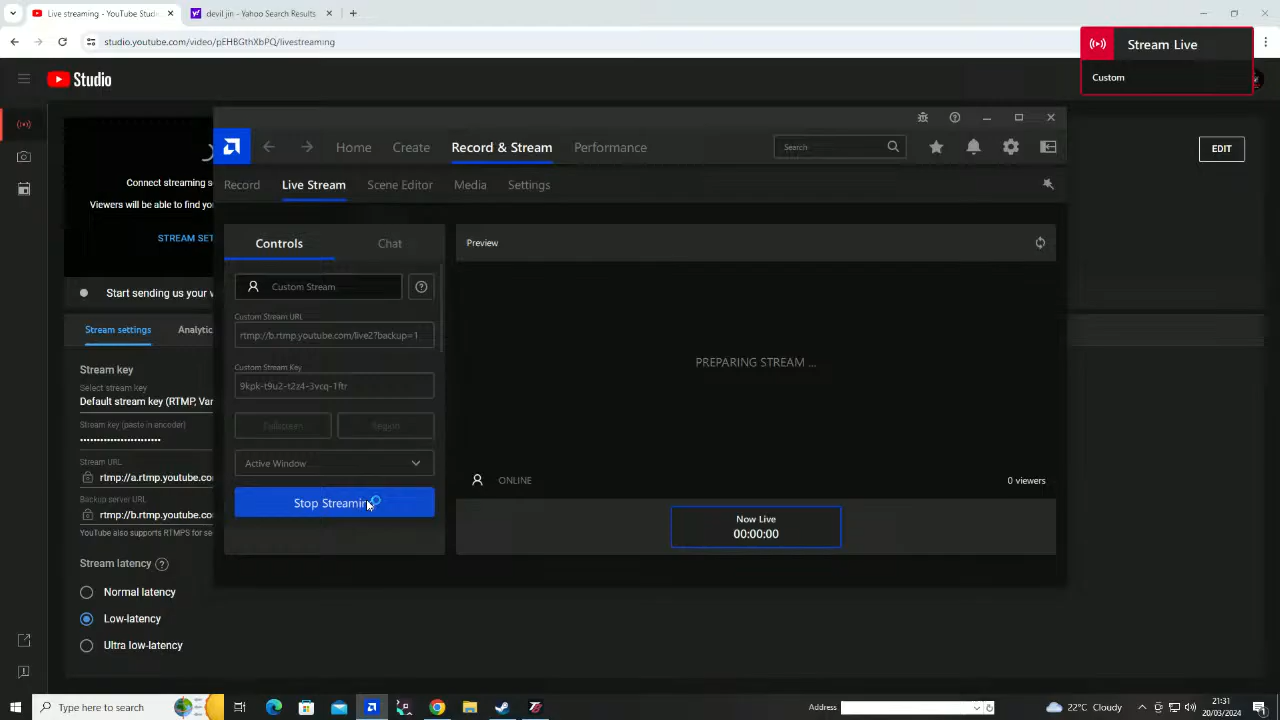 Live streaming - YouTube Studi
devil jin - Yahoo Search Results
studio.youtube.com/video/pEHBGthXbPQ/livestreaming
Stream Live
Custom
Studio
EDIT
Home
Create
Record & Stream
Performance
Search
Record
Live Stream
Scene Editor
Media
Settings
Connect streaming s
Viewers will be able to find you
STREAM SET
Start sending us your v
Stream settings
Analytic
Controls
Chat
Preview
Custom Stream
Custom Stream URL
rtmp://b.rtmp.youtube.com/live2?backup=1
Custom Stream Key
9kpk-t9u2-t2z4-3vcq-1ftr
Fullscreen
Region
Active Window
Stop Streaming
PREPARING STREAM ...
ONLINE
0 viewers
Now Live
00:00:00
Stream key
Select stream key
Default stream key (RTMP, Var
Stream key (paste in encoder)
•••••••••••••••••••••••
Stream URL
rtmp://a.rtmp.youtube.co
Backup server URL
rtmp://b.rtmp.youtube.co
YouTube also supports RTMPS for se
Stream latency
Normal latency
Low-latency
Ultra low-latency
Type here to search
Address
22°C Cloudy
21:31
20/03/2024